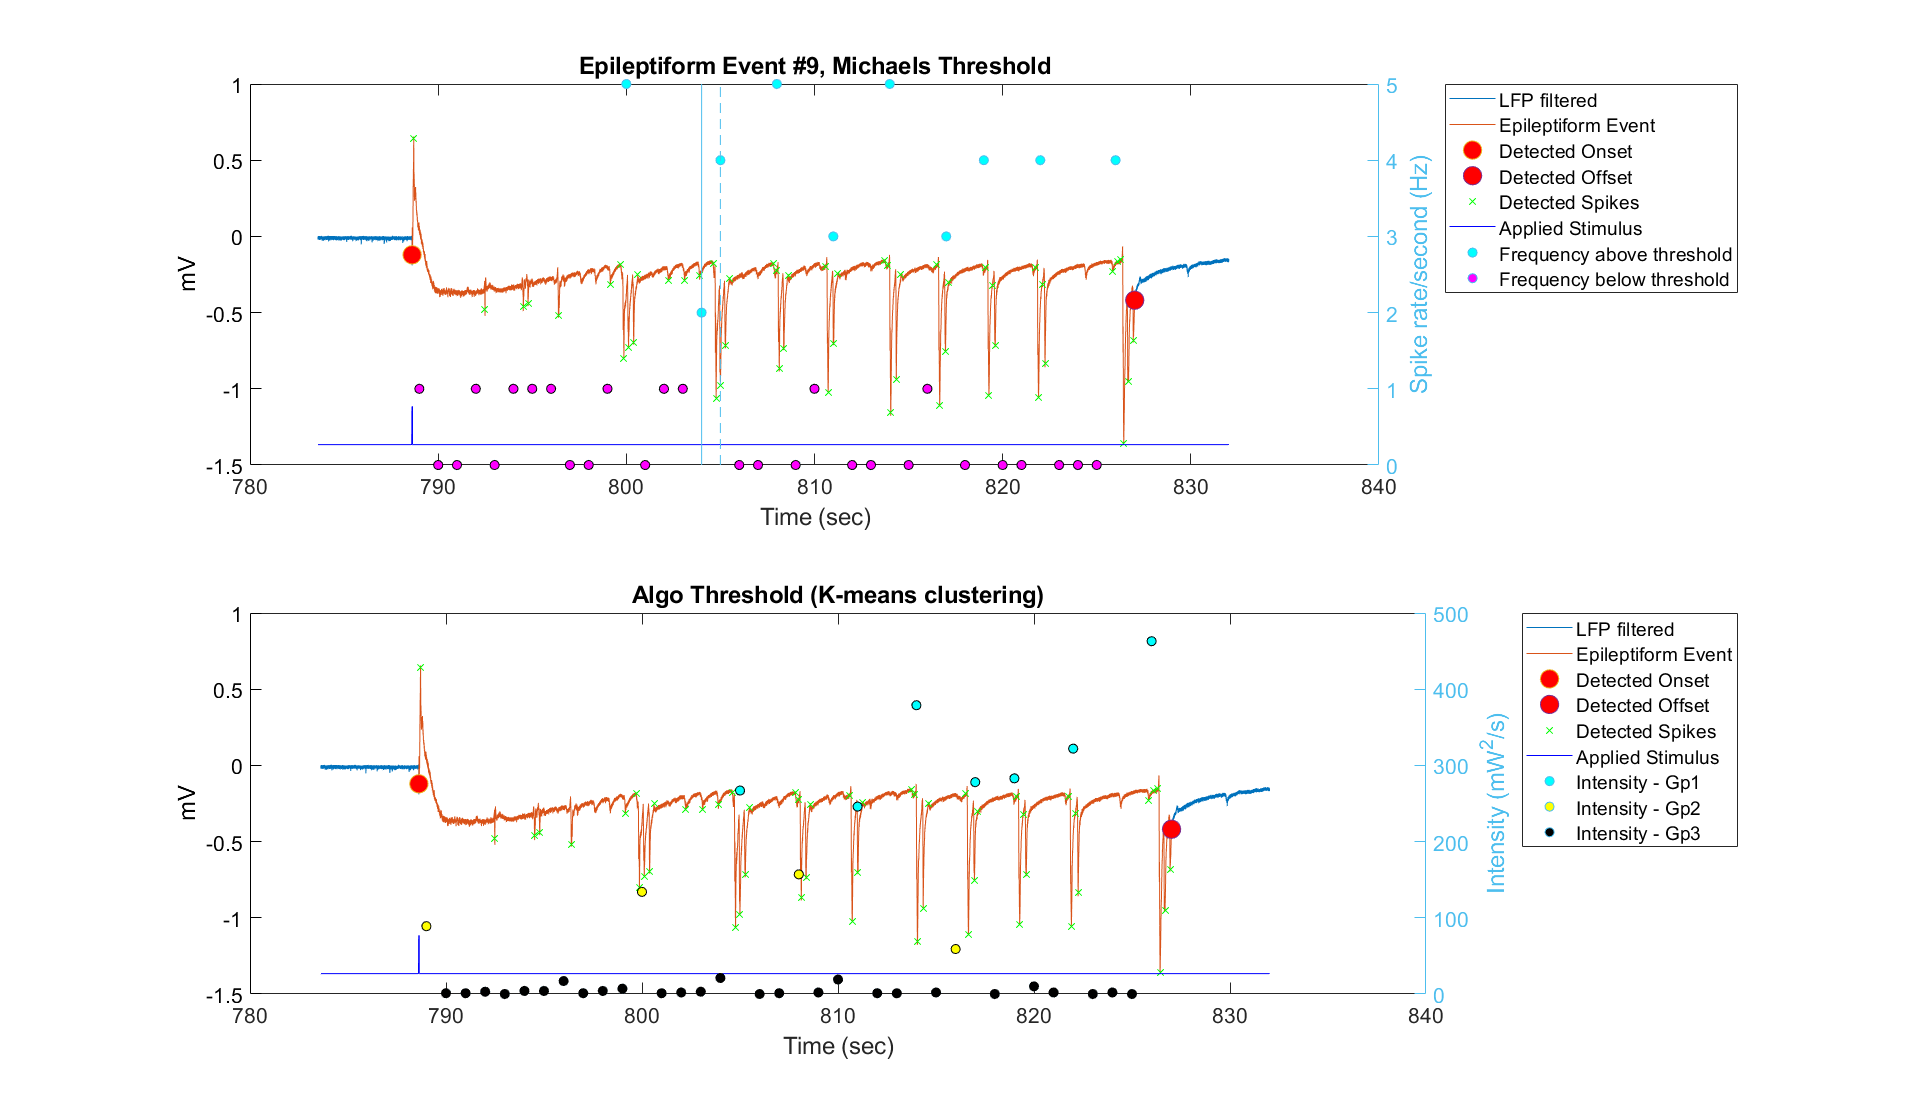 Epileptiform Event #9, Michaels Threshold
1
0.5
0
-0.5
-1
-1.5
mV
780
790
800
810
820
830
840
Time (sec)
5
4
3
2
1
0
Spike rate/second (Hz)
LFP filtered
Epileptiform Event
Detected Onset
Detected Offset
Detected Spikes
Applied Stimulus
Frequency above threshold
Frequency below threshold
Algo Threshold (K-means clustering)
1
0.5
0
-0.5
-1
-1.5
mV
780
790
800
810
820
830
840
Time (sec)
500
400
300
200
100
0
Intensity (mW²/s)
LFP filtered
Epileptiform Event
Detected Onset
Detected Offset
Detected Spikes
Applied Stimulus
Intensity - Gp1
Intensity - Gp2
Intensity - Gp3